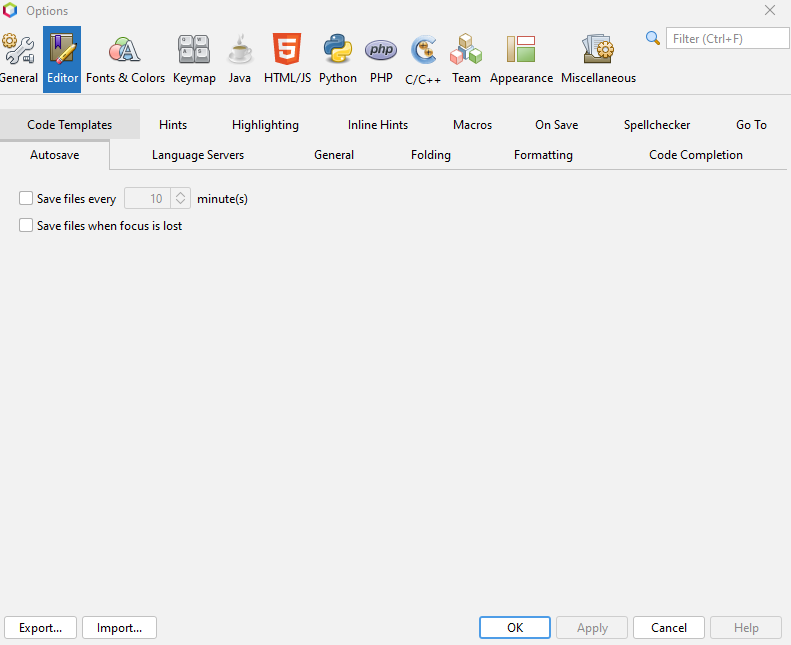 Options
Filter (Ctrl+F)
General Editor Fonts & Colors Keymap Java HTML/JS Python PHP C/C++ Team Appearance Miscellaneous
Code Templates Hints Highlighting Inline Hints Macros On Save Spellchecker Go To
Autosave Language Servers General Folding Formatting Code Completion
Save files every 10 minute(s)
Save files when focus is lost
Export... Import... OK Apply Cancel Help